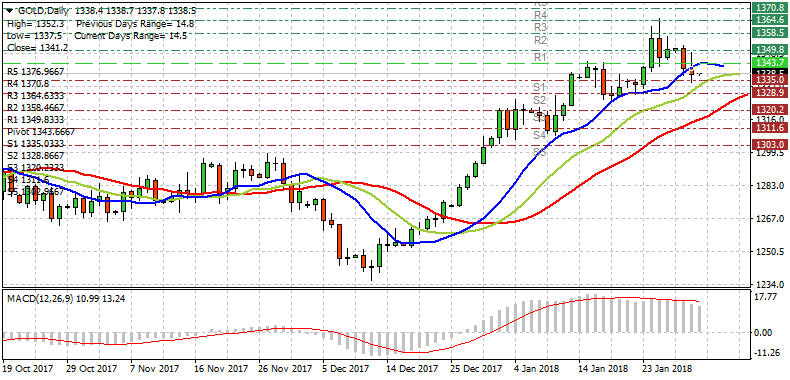 GOLD,Daily 1338.4 1338.7 1337.8 1338.5
High= 1352.3 Previous Days Range= 14.8
Low= 1337.5 Current Days Range= 14.5
Close= 1341.2
R5 1376.9667
R4 1370.8
R3 1364.6333
R2 1358.4667
R1 1349.8333
Pivot 1343.6667
S1 1335.0333
S2 1328.8667
R4
R3
R2
R1
S1
S2
S4
1370.8
1364.6
1358.5
1349.8
1343.7
1335.0
1328.9
1320.2
1316.0
1311.6
1303.0
1299.5
1283.0
1267.0
1250.5
1234.0
MACD(12,26,9) 10.99 13.24
17.77
0.00
-11.26
19 Oct 2017 29 Oct 2017 7 Nov 2017 16 Nov 2017 26 Nov 2017 5 Dec 2017 14 Dec 2017 25 Dec 2017 4 Jan 2018 14 Jan 2018 23 Jan 2018